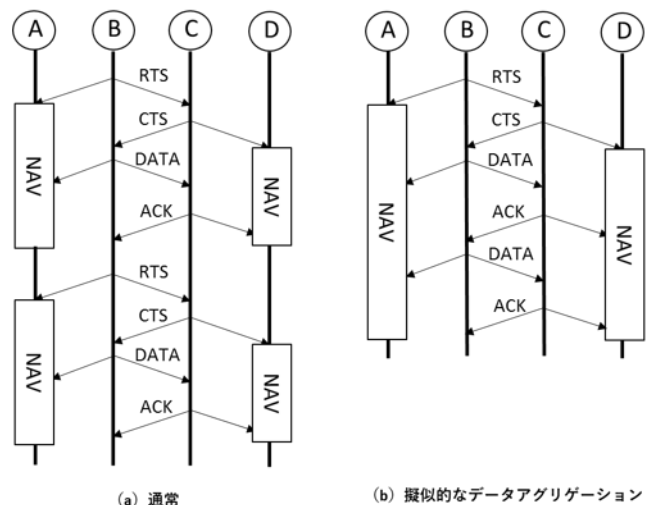 A B C D
RTS
CTS
NAV
DATA
NAV
ACK
RTS
CTS
NAV
DATA
NAV
ACK
(a) 通常
A B C D
RTS
CTS
DATA
NAV
ACK
NAV
DATA
ACK
(b) 擬似的なデータアグリゲーション